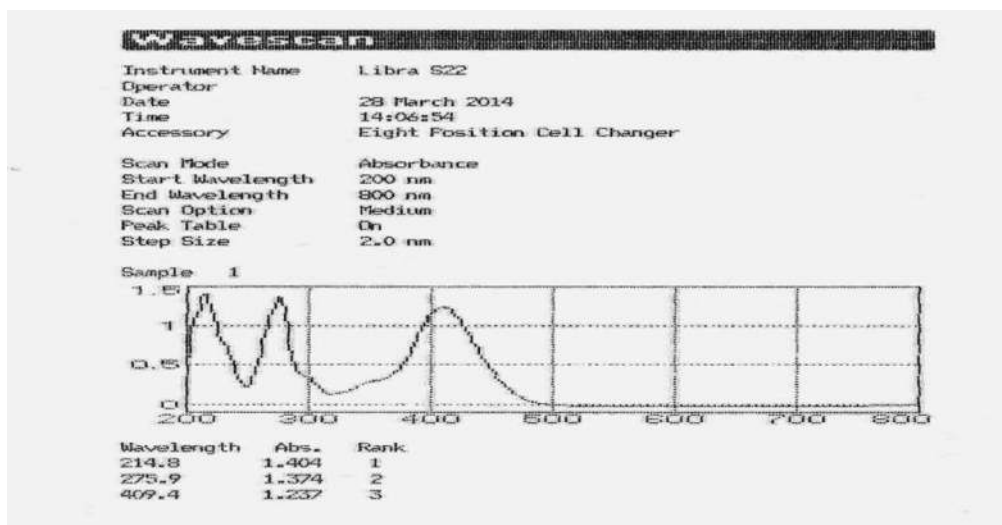 Wavescan
Instrument Name Libra S22
Operator
Date 28 March 2014
Time 14:06:54
Accessory Eight Position Cell Changer
Scan Mode Absorbance
Start Wavelength 200 nm
End Wavelength 800 nm
Scan Option Medium
Peak Table On
Step Size 2.0 nm
Sample 1
1.5
1
0.5
0
200 300 400 500 600 700 800
Wavelength Abs. Rank
214.8 1.404 1
275.9 1.374 2
409.4 1.237 3